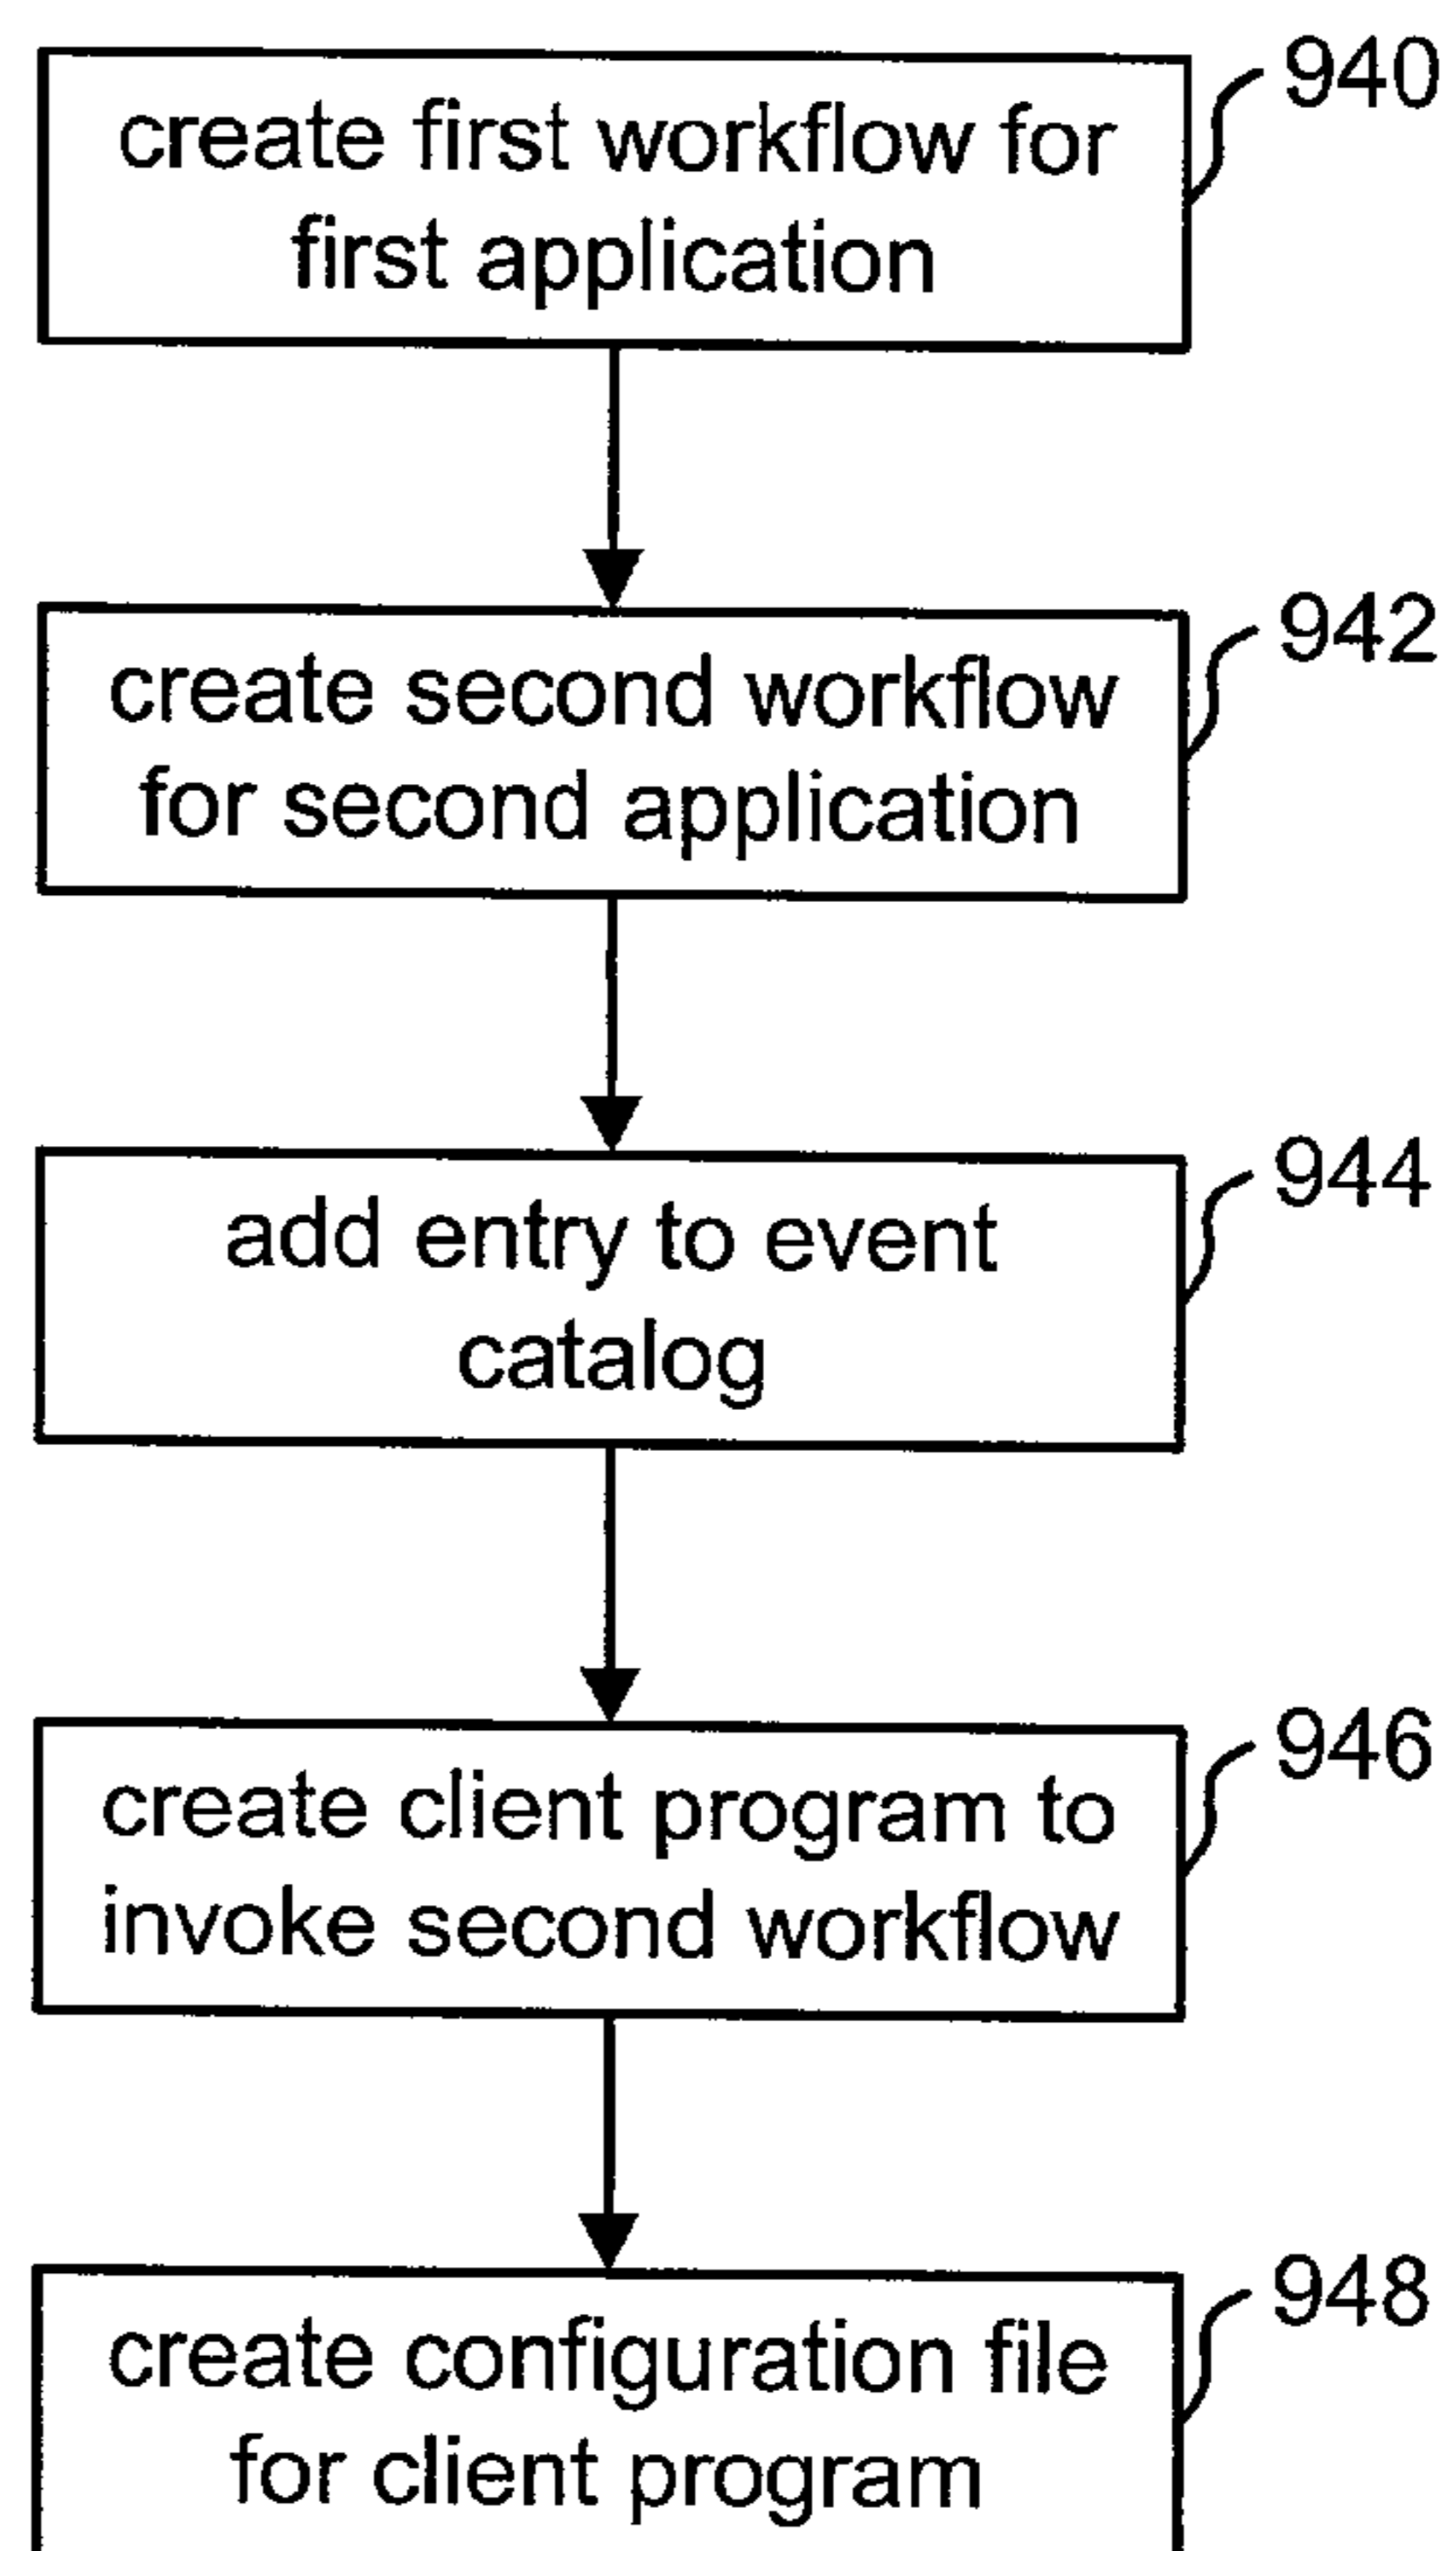 940
create first workflow for
first application
942
create second workflow
for second application
944
add entry to event
catalog
946
create client program to
invoke second workflow
948
create configuration file
for client program